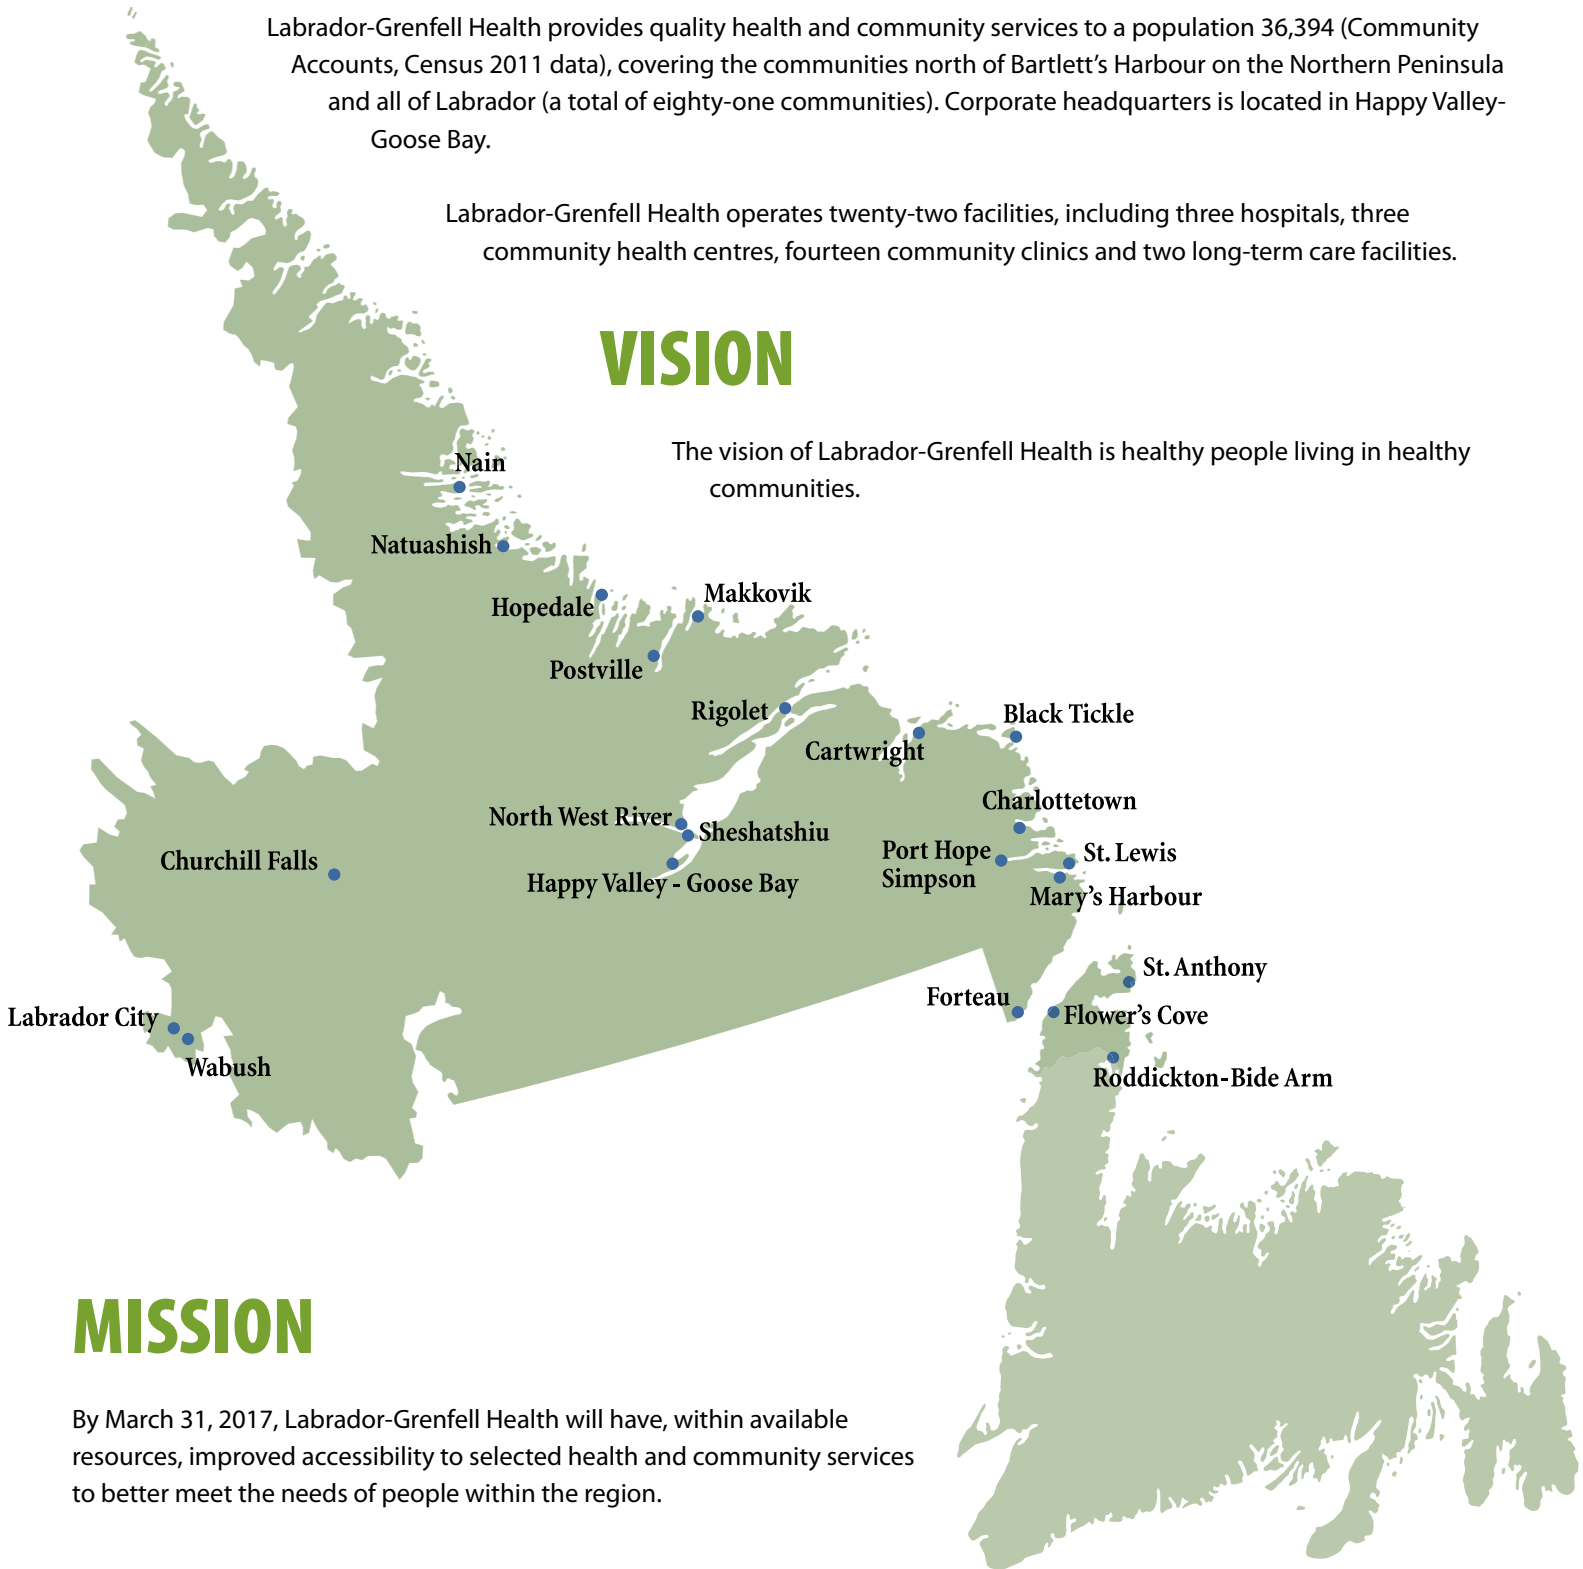 Labrador-Grenfell Health provides quality health and community services to a population 36,394 (Community
Accounts, Census 2011 data), covering the communities north of Bartlett’s Harbour on the Northern Peninsula
and all of Labrador (a total of eighty-one communities). Corporate headquarters is located in Happy Valley-
Goose Bay.
Labrador-Grenfell Health operates twenty-two facilities, including three hospitals, three
community health centres, fourteen community clinics and two long-term care facilities.
VISION
The vision of Labrador-Grenfell Health is healthy people living in healthy
communities.
Nain
Natuashish
Hopedale
Makkovik
Postville
Rigolet
Black Tickle
Cartwright
Charlottetown
North West River
Sheshatshiu
Churchill Falls
Port Hope
Simpson
St. Lewis
Happy Valley - Goose Bay
Mary’s Harbour
St. Anthony
Forteau
Flower’s Cove
Labrador City
Wabush
Roddickton-Bide Arm
MISSION
By March 31, 2017, Labrador-Grenfell Health will have, within available
resources, improved accessibility to selected health and community services
to better meet the needs of people within the region.